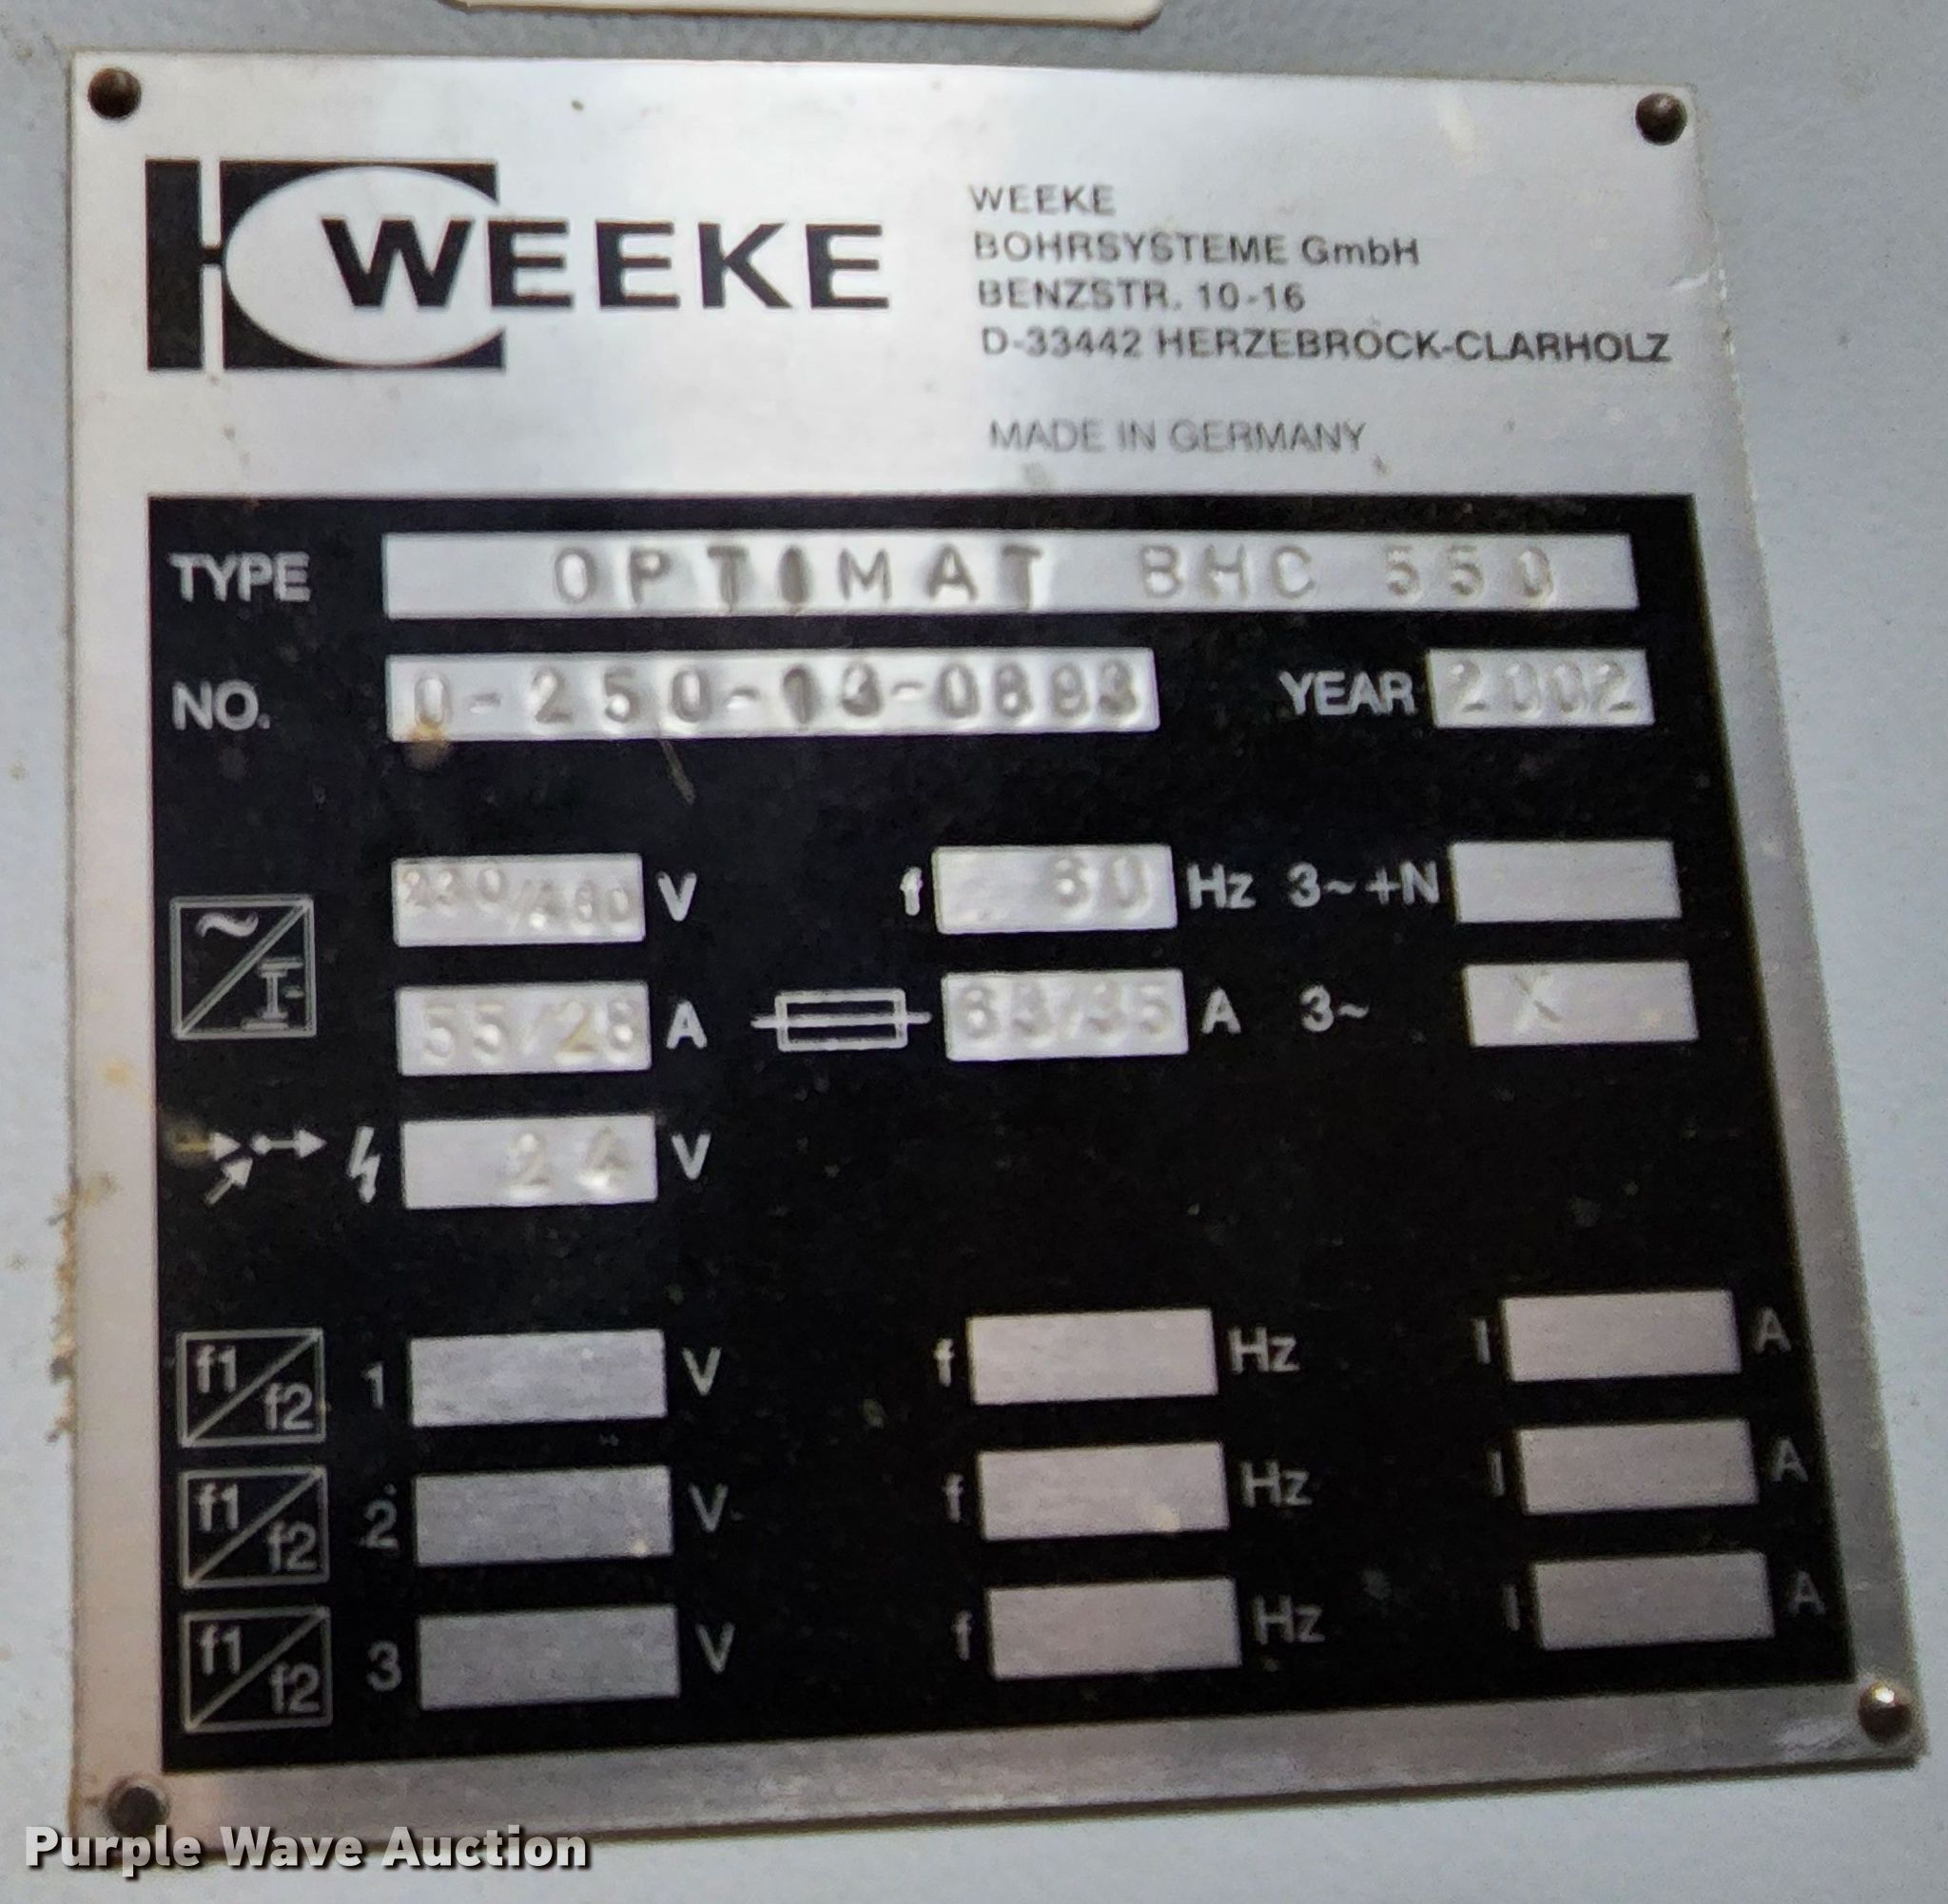 WEEKE
WEEKE
BOHRSYSTEME GmbH
BENZSTR. 10-16
D-33442 HERZEBROCK-CLARHOLZ
MADE IN GERMANY
TYPE OPTIMAT BHC 550
NO. 0-250-13-0883 YEAR 2002
230/460 V f 60 Hz 3~+N
55/28 A 63/35 A 3~ X
24 V
f1/f2 1 V f Hz I A
f1/f2 2 V f Hz I A
f1/f2 3 V f Hz I A
Purple Wave Auction